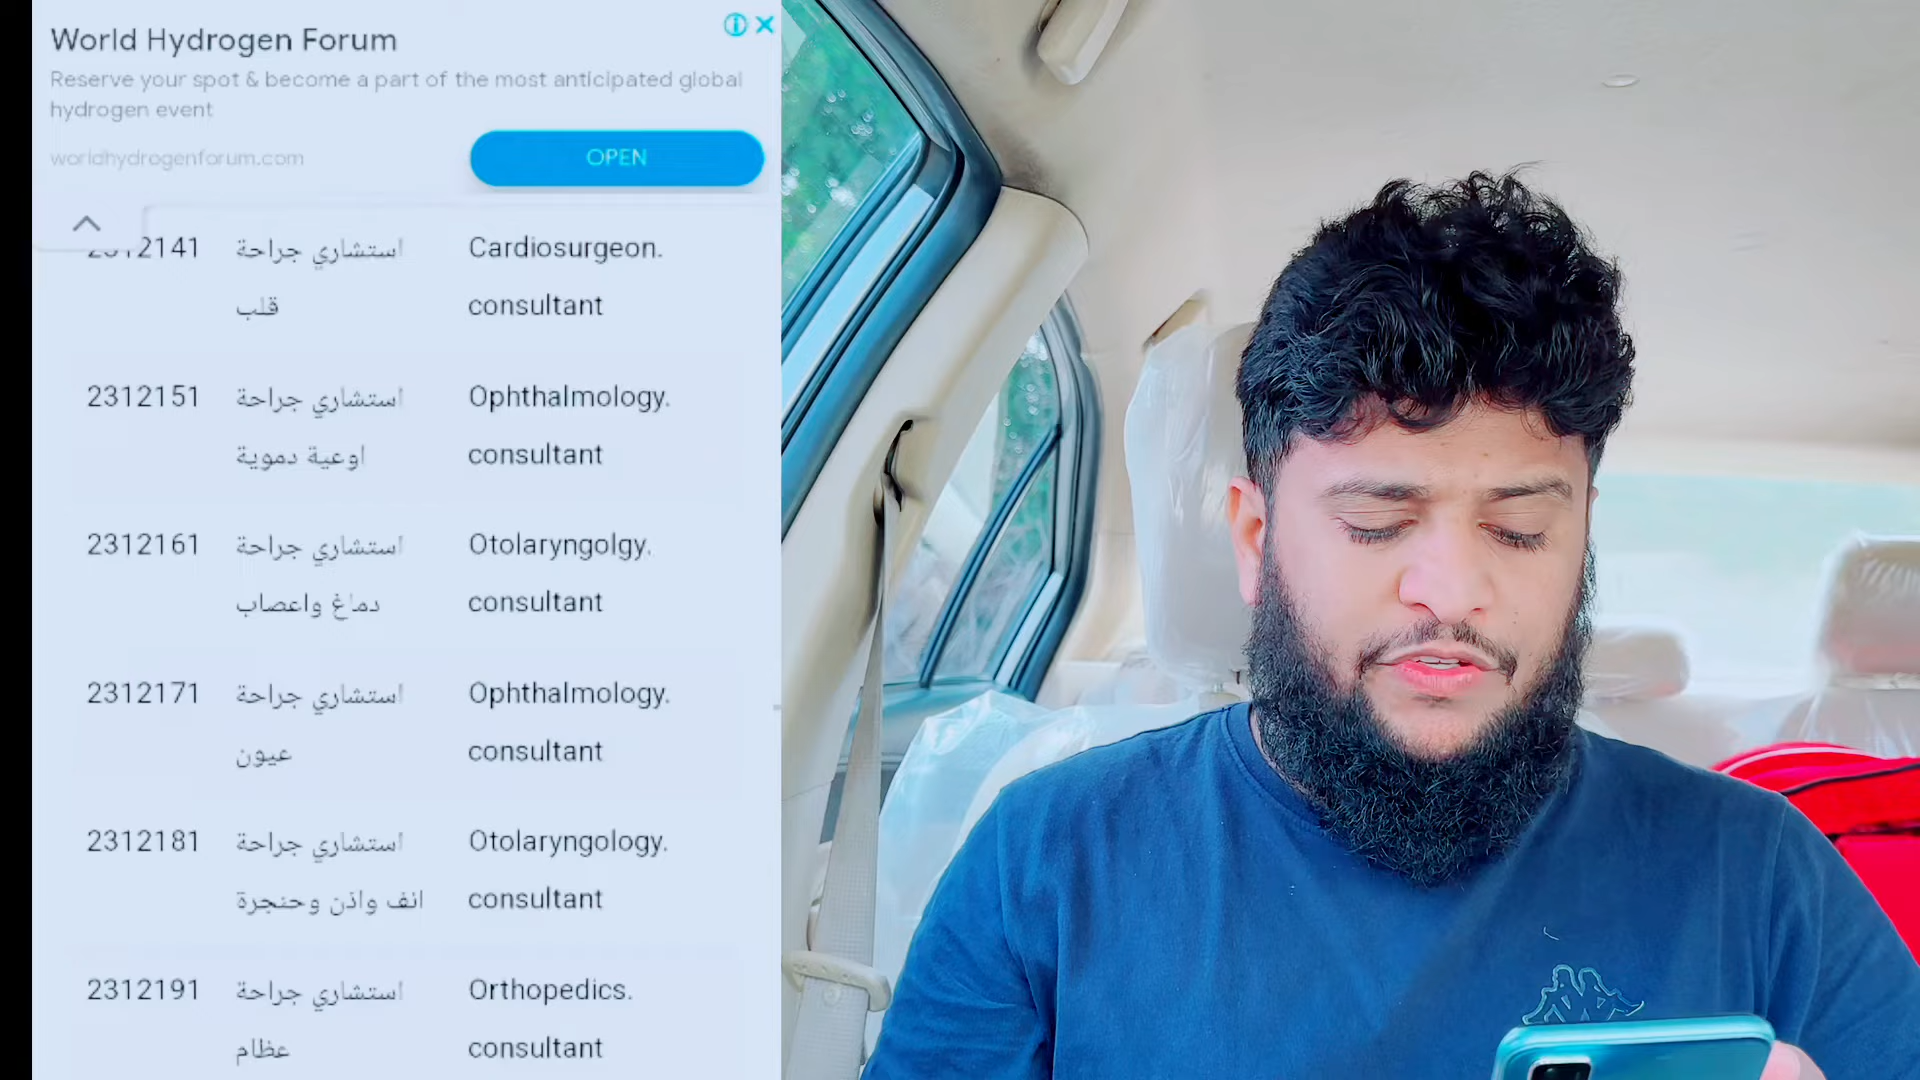 World Hydrogen Forum
Reserve your spot & become a part of the most anticipated global
hydrogen event
worldhydrogenforum.com
OPEN
2312141 استشاري جراحة Cardiosurgeon.
قلب consultant
2312151 استشاري جراحة Ophthalmology.
اوعية دموية consultant
2312161 استشاري جراحة Otolaryngolgy.
دماغ واعصاب consultant
2312171 استشاري جراحة Ophthalmology.
عيون consultant
2312181 استشاري جراحة Otolaryngology.
انف واذن وحنجرة consultant
2312191 استشاري جراحة Orthopedics.
عظام consultant